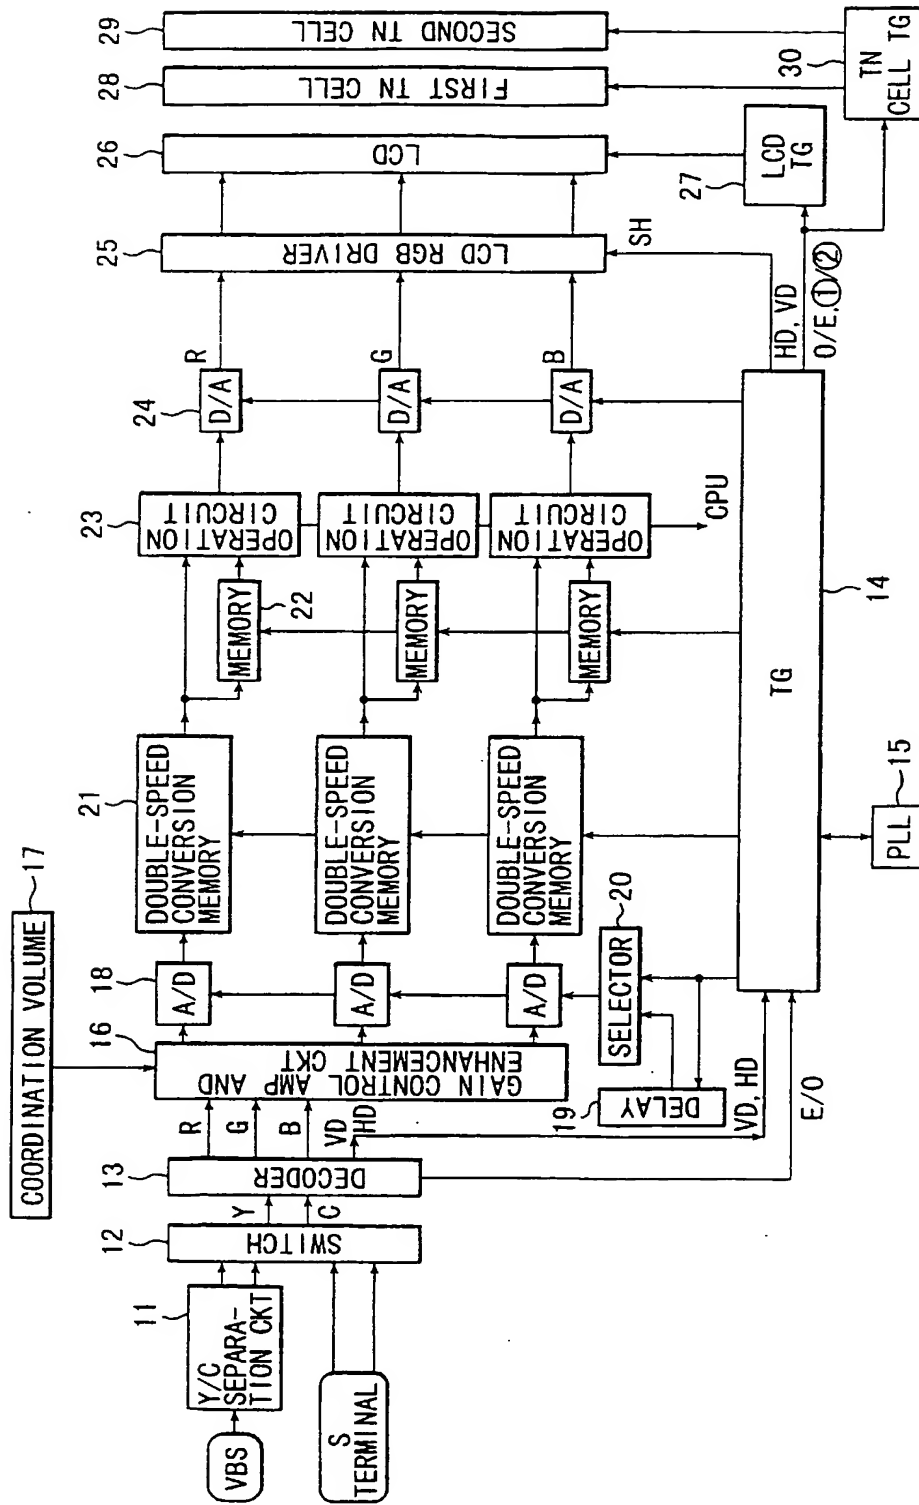 COORDINATION VOLUME
17
VBS
Y/C
SEPARA-
TION CKT
11
S
TERMINAL
SWITCH
12
Y
C
DECODER
13
R
G
B
VD
HD
GAIN CONTROL AMP AND
ENHANCEMENT CKT
16
A/D
18
A/D
A/D
DELAY
19
SELECTOR
20
VD, HD
E/O
DOUBLE-SPEED
CONVERSION
MEMORY
21
DOUBLE-SPEED
CONVERSION
MEMORY
DOUBLE-SPEED
CONVERSION
MEMORY
MEMORY
22
MEMORY
MEMORY
OPERATION
CIRCUIT
23
OPERATION
CIRCUIT
OPERATION
CIRCUIT
CPU
D/A
24
D/A
D/A
R
G
B
LCD RGB DRIVER
25
SH
LCD
26
FIRST TN CELL
28
SECOND TN CELL
29
TG
14
PLL
15
HD, VD
O/E,①/②
LCD
TG
27
TN
CELL TG
30